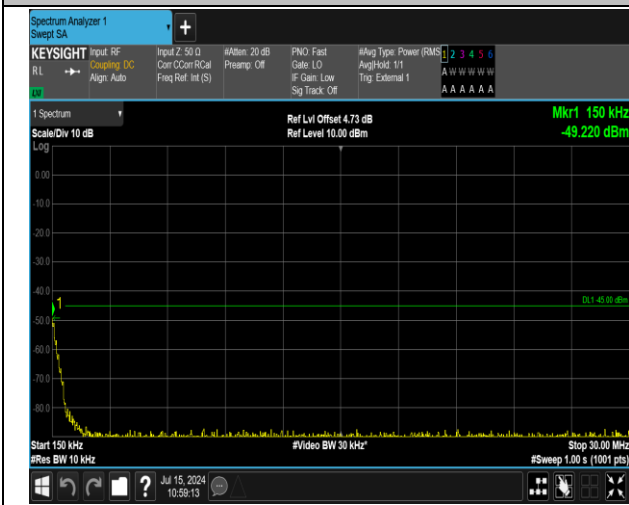 Spectrum Analyzer 1
Swept SA
+
KEYSIGHT
RL
LXI
Input: RF
Coupling: DC
Align: Auto
Input Z: 50 Ω
Corr CCorr RCal
Freq Ref: Int (S)
#Atten: 20 dB
Preamp: Off
PNO: Fast
Gate: LO
IF Gain: Low
Sig Track: Off
#Avg Type: Power (RMS
Avg|Hold: 1/1
Trig: External 1
1 2 3 4 5 6
A W W W W W
A A A A A A
1 Spectrum
Scale/Div 10 dB
Log
Ref Lvl Offset 4.73 dB
Ref Level 10.00 dBm
Mkr1 150 kHz
-49.220 dBm
0.00
-10.0
-20.0
-30.0
-40.0
1
DL1 -45.00 dBm
-50.0
-60.0
-70.0
-80.0
Start 150 kHz
#Res BW 10 kHz
#Video BW 30 kHz*
Stop 30.00 MHz
#Sweep 1.00 s (1001 pts)
?
Jul 15, 2024
10:59:13